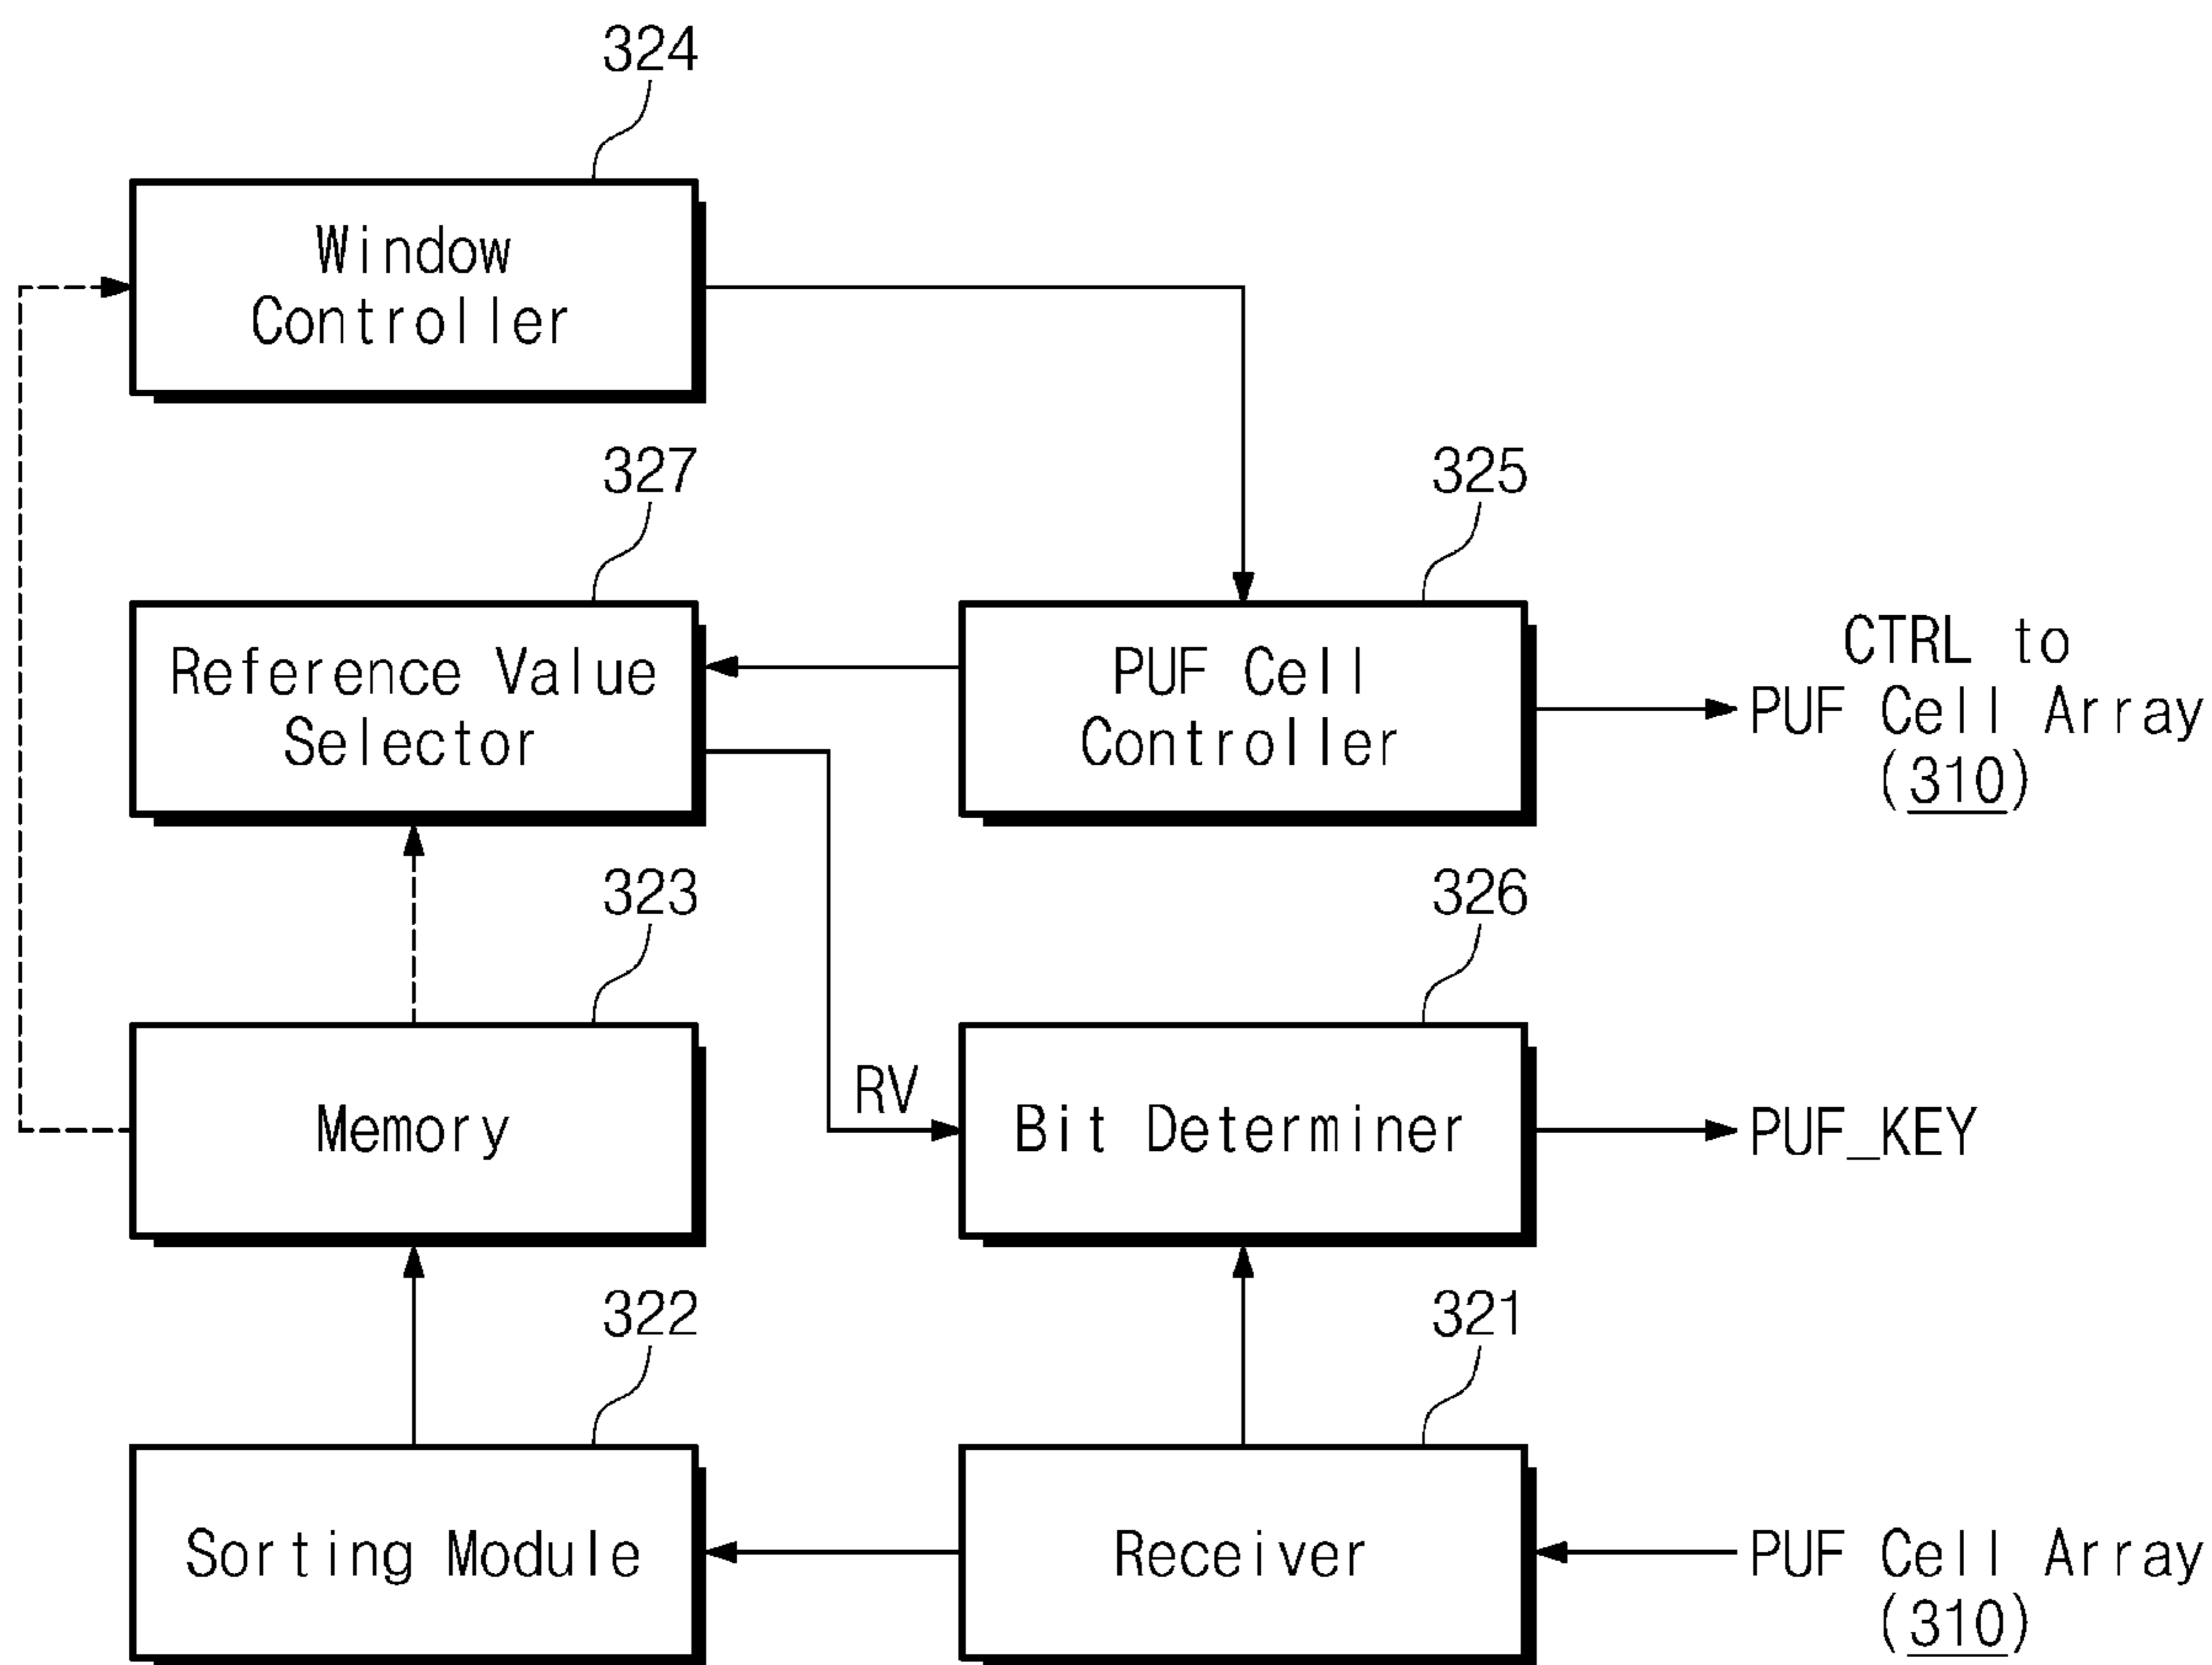 324
Window
Controller
327
325
Reference Value
Selector
PUF Cell
Controller
CTRL to
PUF Cell Array
(310)
323
326
Memory
RV
Bit Determiner
PUF_KEY
322
321
Sorting Module
Receiver
PUF Cell Array
(310)